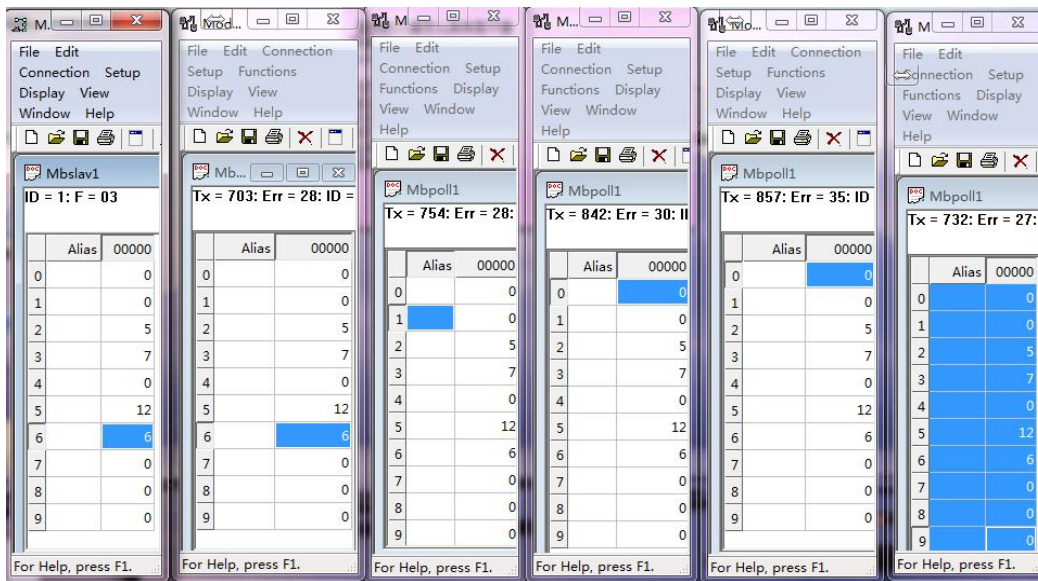 M...
File Edit
Connection Setup
Display View
Window Help
Mbslav1
ID = 1: F = 03
Alias 00000
0 0
1 0
2 5
3 7
4 0
5 12
6 6
7 0
8 0
9 0
For Help, press F1.
Mod...
File Edit Connection
Setup Functions
Display View
Window Help
Mb...
Tx = 703: Err = 28: ID =
Alias 00000
0 0
1 0
2 5
3 7
4 0
5 12
6 6
7 0
8 0
9 0
For Help, press F1.
M
File Edit
Connection Setup
Functions Display
View Window
Help
Mbpoll1
Tx = 754: Err = 28:
Alias 00000
0 0
1 0
2 5
3 7
4 0
5 12
6 6
7 0
8 0
9 0
For Help, press F1.
M...
File Edit
Connection Setup
Functions Display
View Window
Help
Mbpoll1
Tx = 842: Err = 30: II
Alias 00000
0 0
1 0
2 5
3 7
4 0
5 12
6 6
7 0
8 0
9 0
For Help, press F1.
Mo...
File Edit Connection
Setup Functions
Display View
Window Help
Mbpoll1
Tx = 857: Err = 35: ID
Alias 00000
0 0
1 0
2 5
3 7
4 0
5 12
6 6
7 0
8 0
9 0
For Help, press F1.
M
File Edit
Connection Setup
Functions Display
View Window
Help
Mbpoll1
Tx = 732: Err = 27:
Alias 00000
0 0
1 0
2 5
3 7
4 0
5 12
6 6
7 0
8 0
9 0
For Help, press F1.